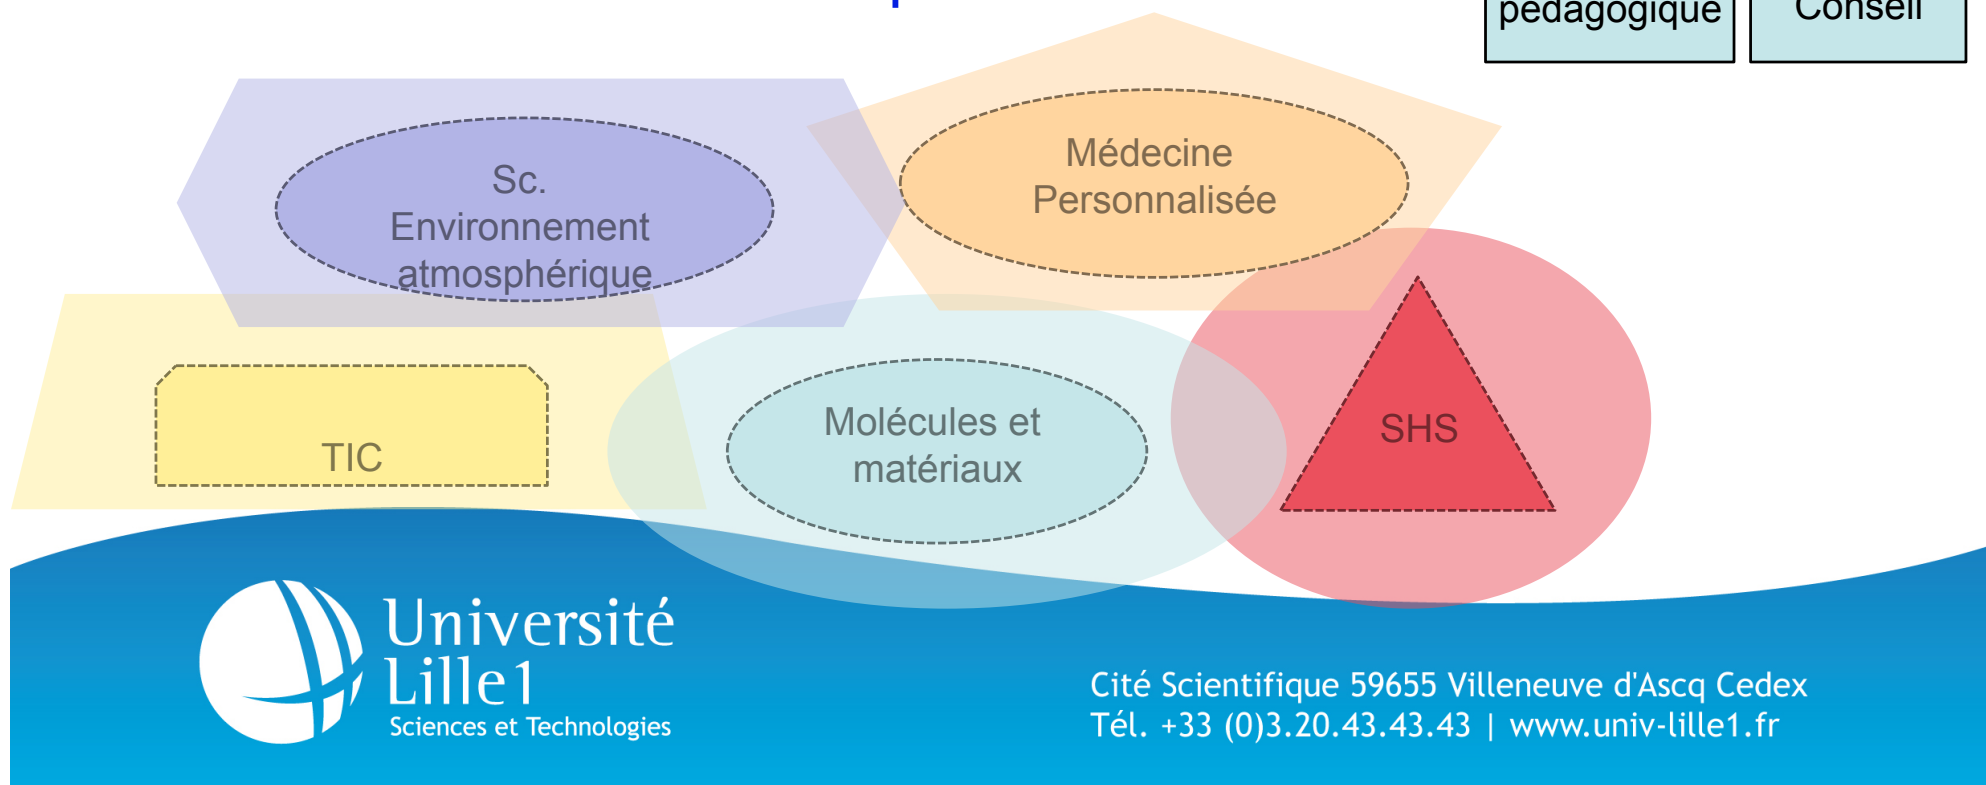 pédagogique
Conseil
Médecine
Personnalisée
Sc.
Environnement
atmosphérique
Molécules et
matériaux
SHS
TIC
Université
Lille1
Sciences et Technologies
Cité Scientifique 59655 Villeneuve d'Ascq Cedex
Tél. +33 (0)3.20.43.43.43 | www.univ-lille1.fr